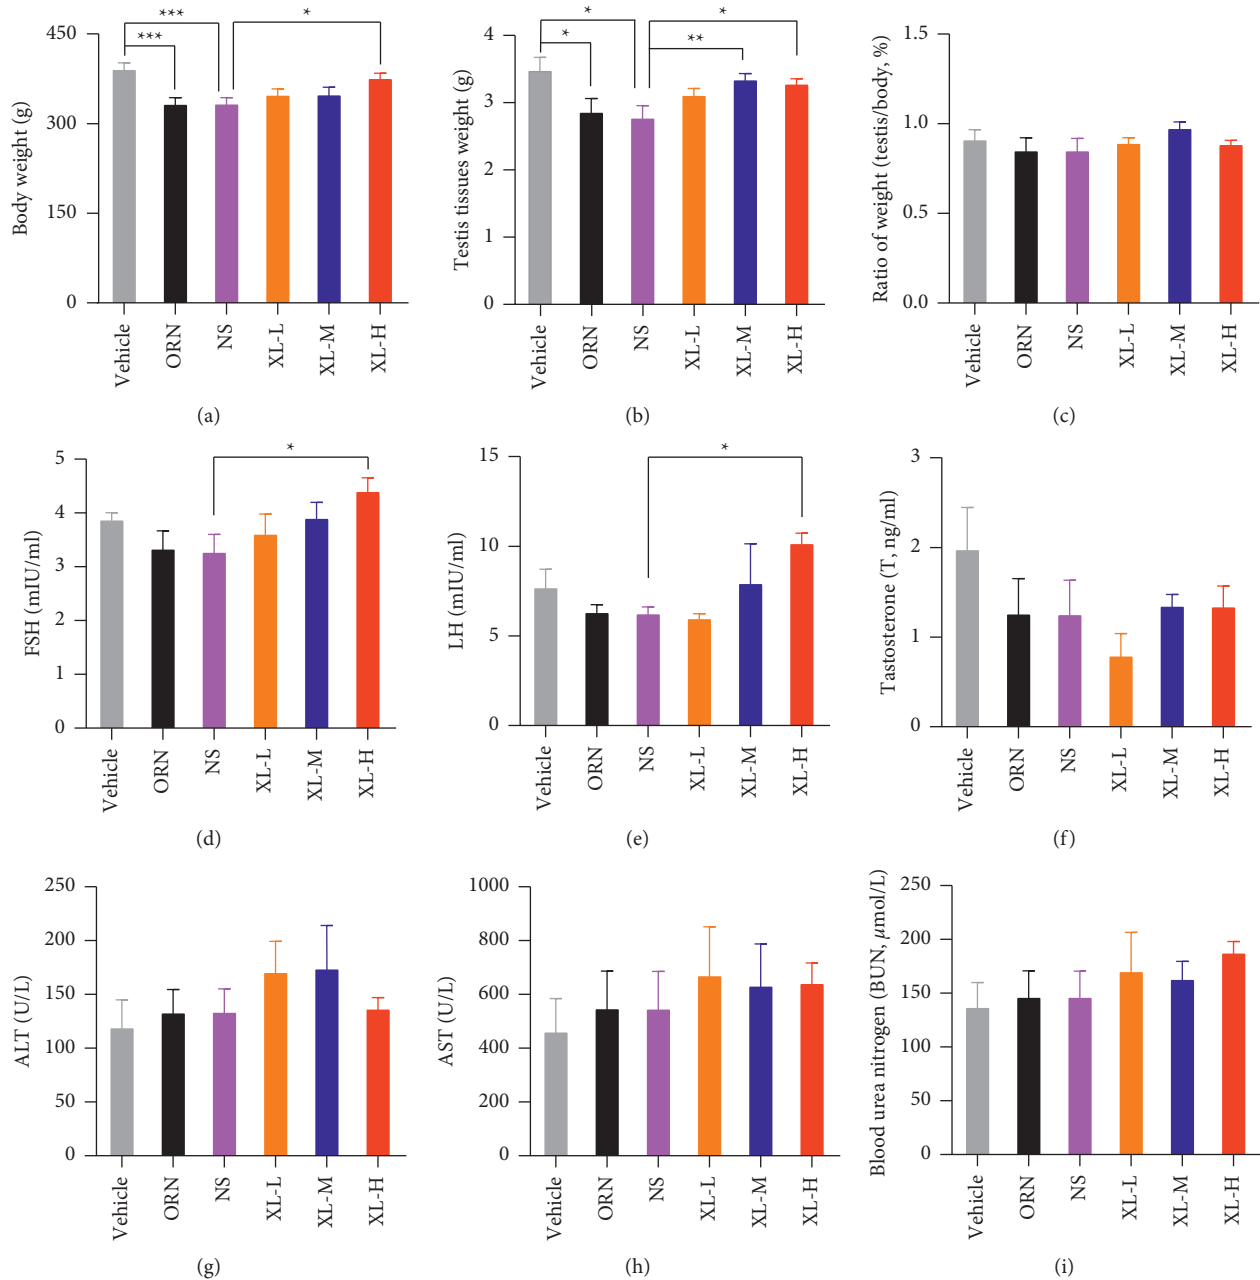 ***
***
*
Body weight (g)
450
300
150
0
Vehicle
ORN
NS
XL-L
XL-M
XL-H
(a)
*
*
*
**
Testis tissues weight (g)
4
3
2
1
0
Vehicle
ORN
NS
XL-L
XL-M
XL-H
(b)
Ratio of weight (testis/body, %)
1.5
1.0
0.5
0.0
Vehicle
ORN
NS
XL-L
XL-M
XL-H
(c)
*
FSH (mIU/ml)
5
4
3
2
1
0
Vehicle
ORN
NS
XL-L
XL-M
XL-H
(d)
*
LH (mIU/ml)
15
10
5
0
Vehicle
ORN
NS
XL-L
XL-M
XL-H
(e)
Tastosterone (T, ng/ml)
3
2
1
0
Vehicle
ORN
NS
XL-L
XL-M
XL-H
(f)
ALT (U/L)
250
200
150
100
50
0
Vehicle
ORN
NS
XL-L
XL-M
XL-H
(g)
AST (U/L)
1000
800
600
400
200
0
Vehicle
ORN
NS
XL-L
XL-M
XL-H
(h)
Blood urea nitrogen (BUN, μmol/L)
250
200
150
100
50
0
Vehicle
ORN
NS
XL-L
XL-M
XL-H
(i)